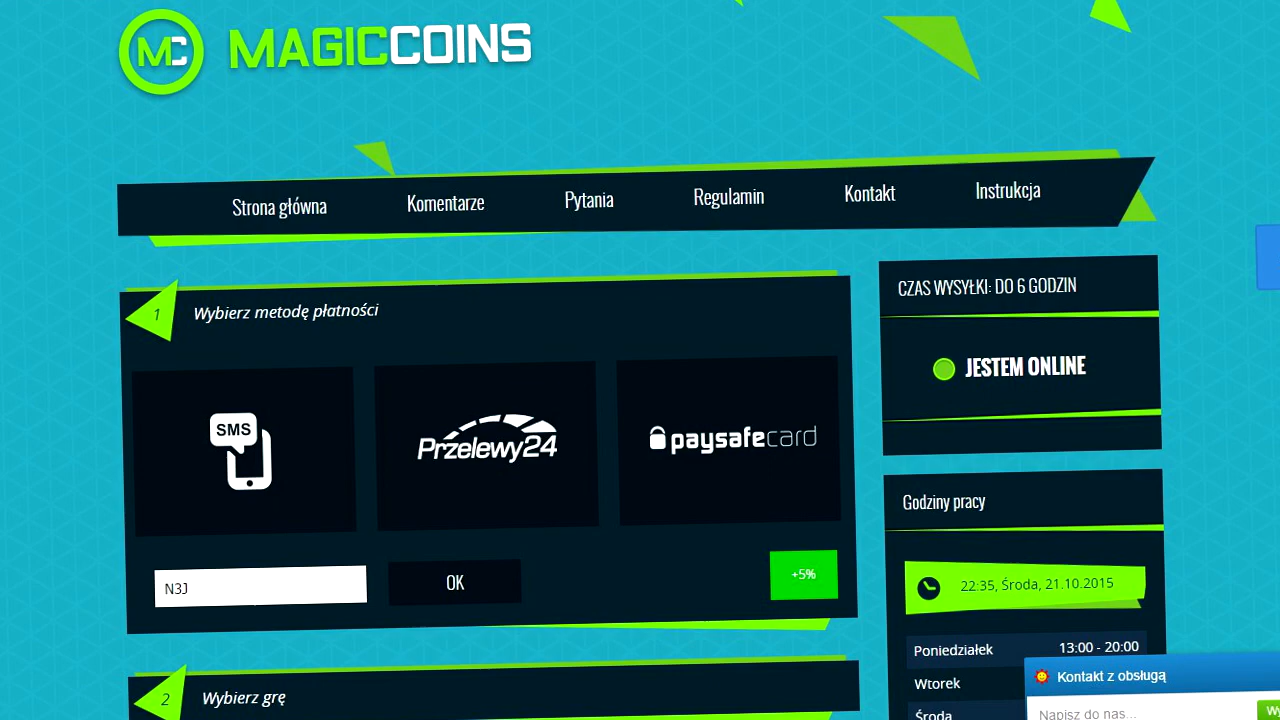 MC MAGICCOINS
Strona główna Komentarze Pytania Regulamin Kontakt Instrukcja
1 Wybierz metodę płatności
SMS
Przelewy24
paysafecard
N3J OK +5%
2 Wybierz grę
CZAS WYSYŁKI: DO 6 GODZIN
JESTEM ONLINE
Godziny pracy
22:35, Środa, 21.10.2015
Poniedziałek 13:00 - 20:00
Wtorek
Środa
Kontakt z obsługą
Napisz do nas...